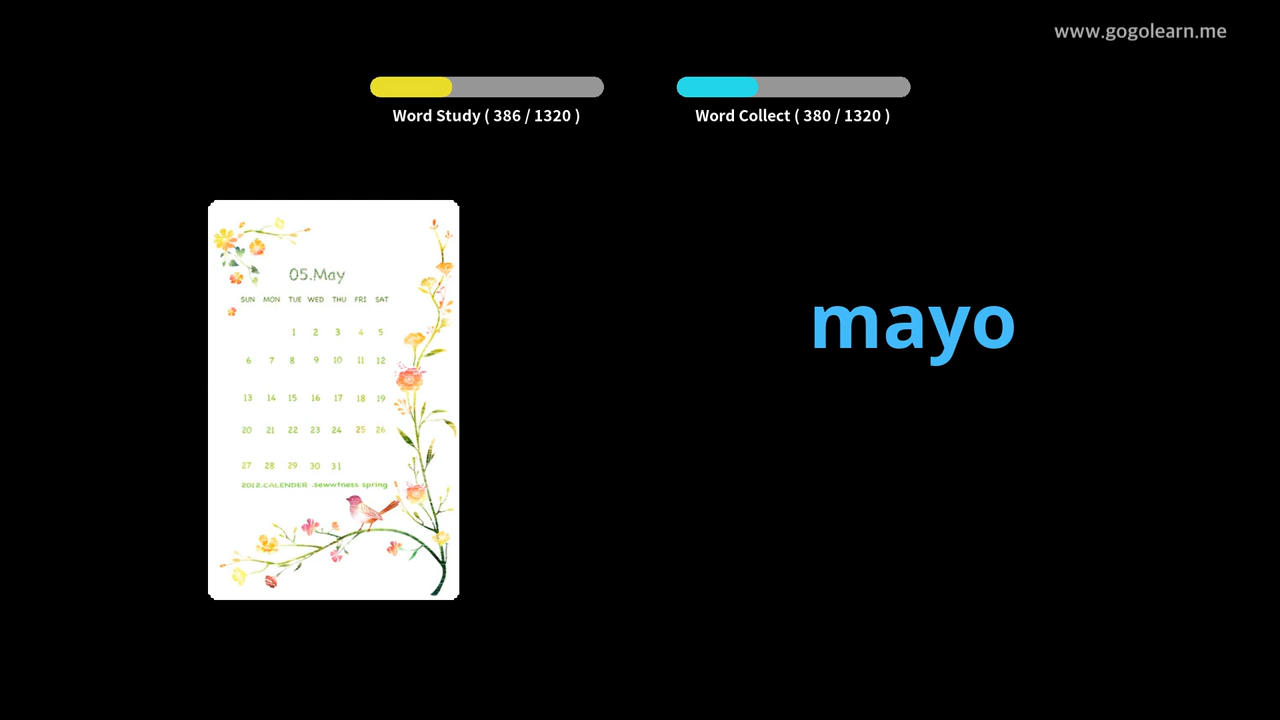 www.gogolearn.me
Word Study ( 386 / 1320 )
Word Collect ( 380 / 1320 )
05.May
SUN MON TUE WED THU FRI SAT
1 2 3 4 5
6 7 8 9 10 11 12
13 14 15 16 17 18 19
20 21 22 23 24 25 26
27 28 29 30 31
2012.CALENDER .sewwtness spring
mayo